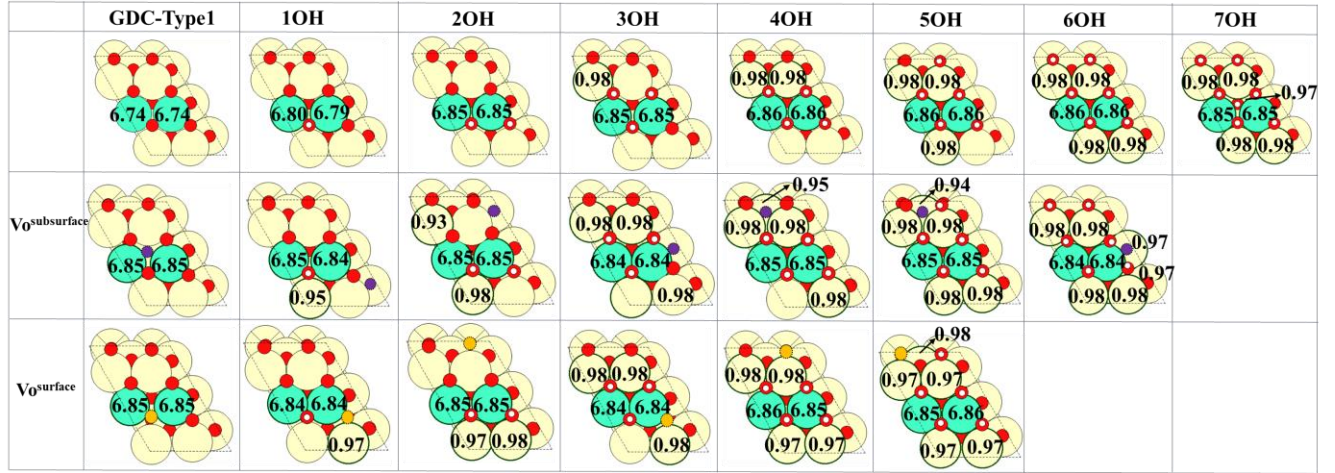 GDC-Type1 1OH 2OH 3OH 4OH 5OH 6OH 7OH
0.98 0.98 0.98 0.98 0.98 0.98 0.98 0.98 0.98
0.97
6.74 6.74 6.80 6.79 6.85 6.85 6.85 6.85 6.86 6.86 6.86 6.86 6.86 6.86 6.85 6.85
0.98 0.98 0.98 0.98 0.98
0.95 0.94
Vo subsurface
0.93 0.98 0.98 0.98 0.98 0.98 0.98 0.98 0.98
0.97
6.85 6.85 6.85 6.84 6.85 6.85 6.84 6.84 6.85 6.85 6.85 6.85 6.84 6.84
0.97
0.95 0.98 0.98 0.98 0.98 0.98 0.98 0.98
0.98
Vo surface
0.98 0.98 0.98 0.98 0.97 0.97
6.85 6.85 6.84 6.84 6.85 6.85 6.84 6.84 6.86 6.85 6.85 6.86
0.97 0.97 0.98 0.98 0.97 0.97 0.97 0.97